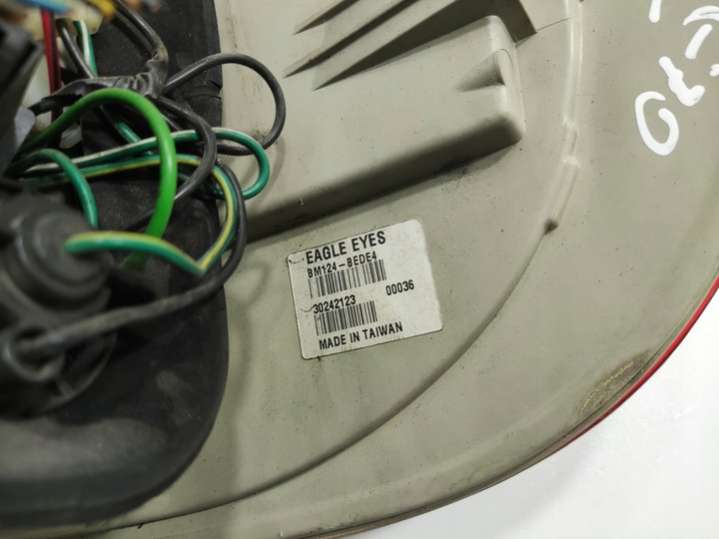 EAGLE EYES
BM124-BEDE4
30242123 00036
MADE IN TAIWAN